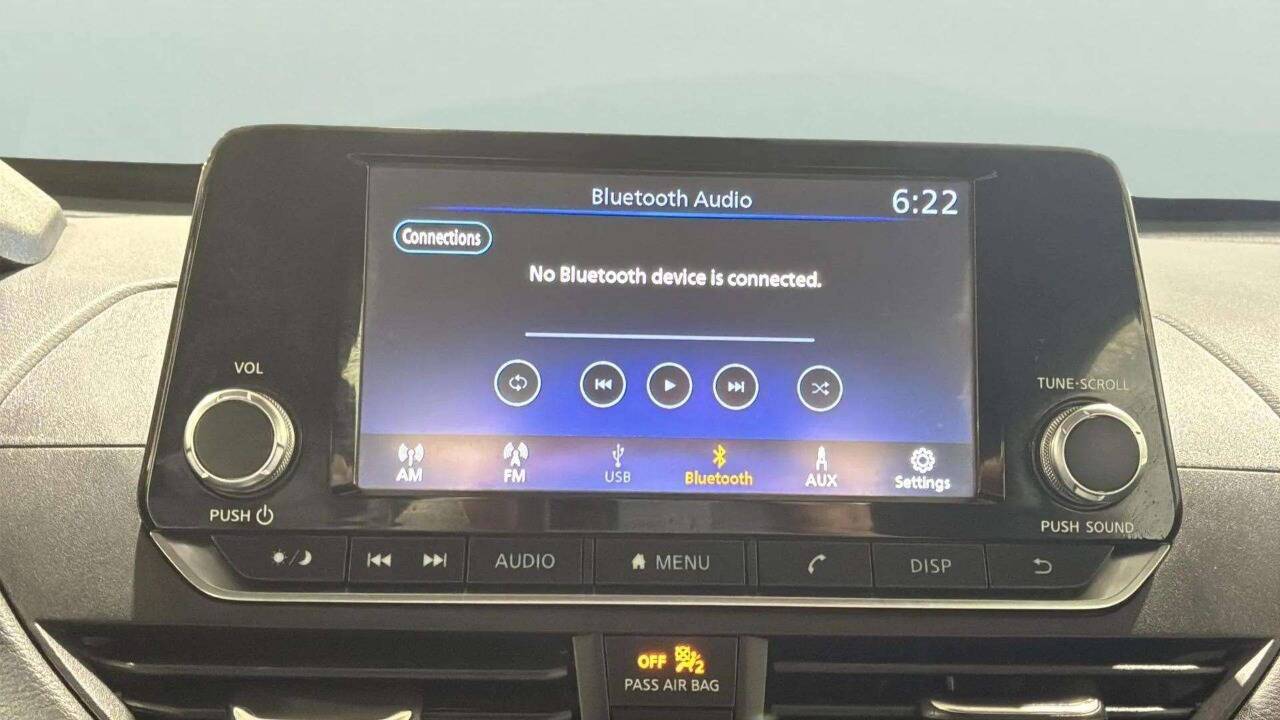 Bluetooth Audio
6:22
Connections
No Bluetooth device is connected.
VOL
TUNE·SCROLL
AM
FM
USB
Bluetooth
AUX
Settings
PUSH
PUSH SOUND
AUDIO
MENU
DISP
OFF
2
PASS AIR BAG